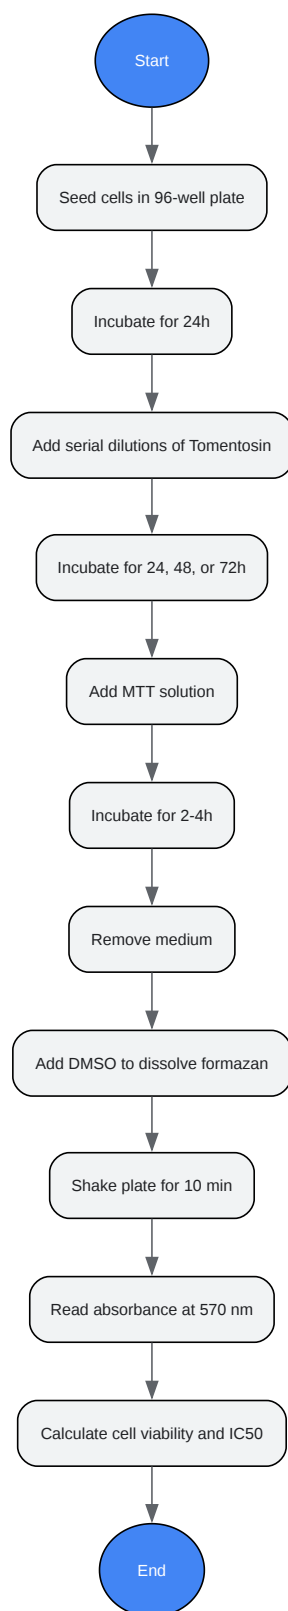 Start
Seed cells in 96-well plate
Incubate for 24h
Add serial dilutions of Tomentosin
Incubate for 24, 48, or 72h
Add MTT solution
Incubate for 2-4h
Remove medium
Add DMSO to dissolve formazan
Shake plate for 10 min
Read absorbance at 570 nm
Calculate cell viability and IC50
End